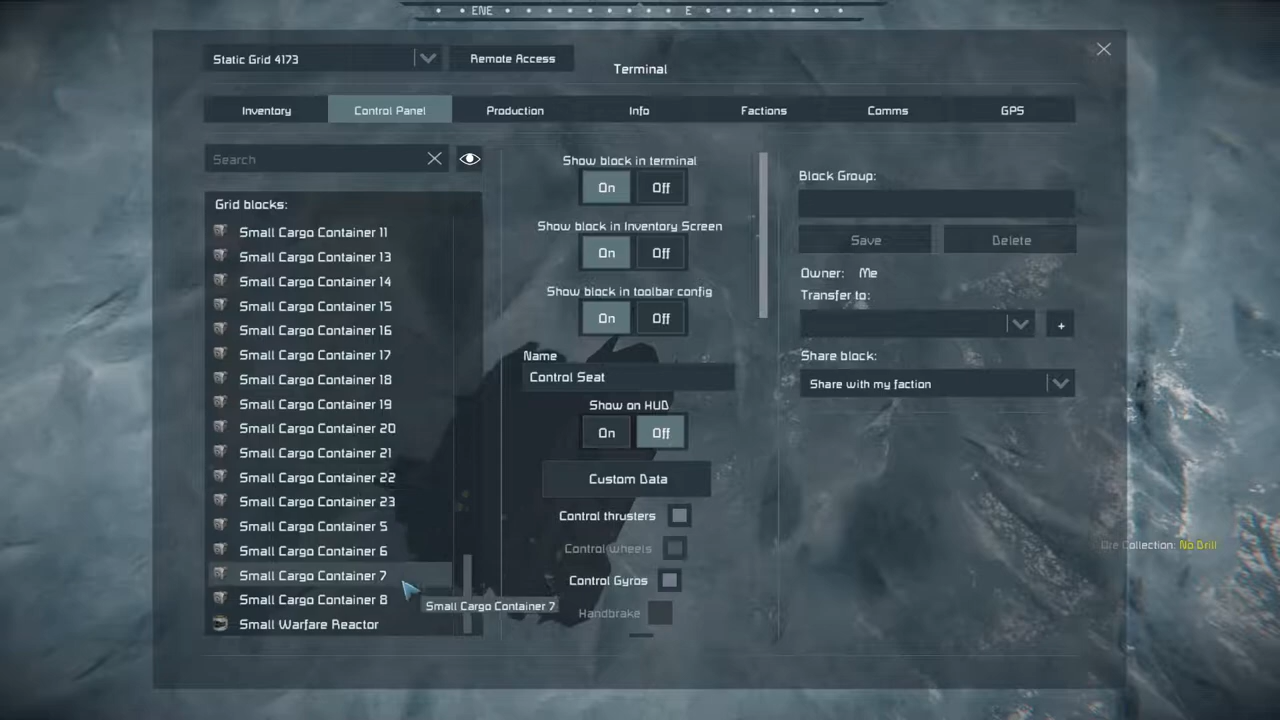 ENE E
Static Grid 4173
Remote Access
Terminal
Inventory
Control Panel
Production
Info
Factions
Comms
GPS
Search
Grid blocks:
Small Cargo Container 11
Small Cargo Container 13
Small Cargo Container 14
Small Cargo Container 15
Small Cargo Container 16
Small Cargo Container 17
Small Cargo Container 18
Small Cargo Container 19
Small Cargo Container 20
Small Cargo Container 21
Small Cargo Container 22
Small Cargo Container 23
Small Cargo Container 5
Small Cargo Container 6
Small Cargo Container 7
Small Cargo Container 7
Small Cargo Container 8
Small Warfare Reactor
Show block in terminal
On Off
Show block in Inventory Screen
On Off
Show block in toolbar config
On Off
Name
Control Seat
Show on HUD
On Off
Custom Data
Control thrusters
Control wheels
Control Gyros
Handbrake
Block Group:
Save
Delete
Owner: Me
Transfer to:
+
Share block:
Share with my faction
Collection: No Drill